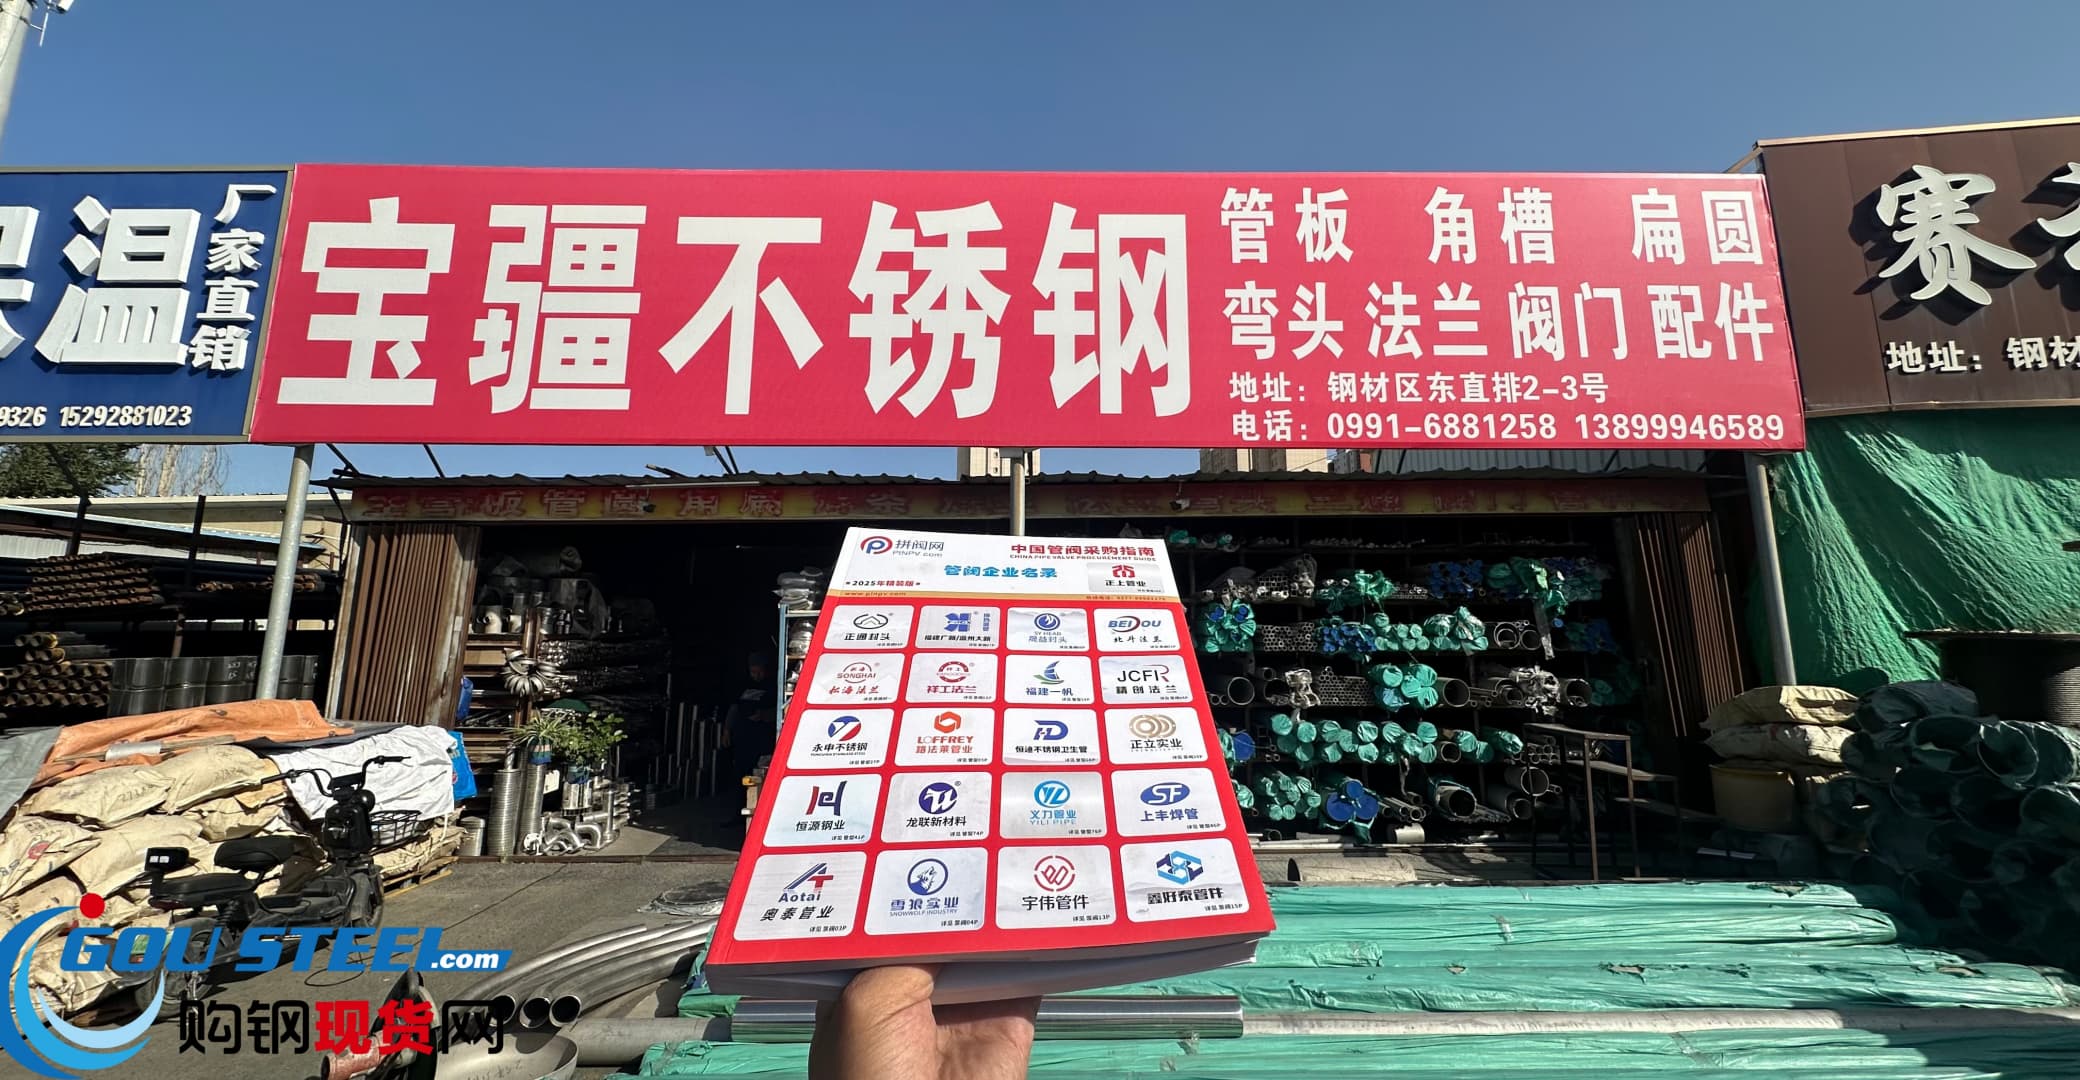 温
厂家直销
9326 15292881023
宝疆不锈钢
管板 角槽 扁圆
弯头 法兰 阀门 配件
地址：钢材区东直排2-3号
电话：0991-6881258 13899946589
赛
地址：钢材
拼阀网
PINPV.com
中国管阀采购指南
CHINA PIPE VALVE PROCUREMENT GUIDE
管阀企业名录
2025年精装版
正上管业
www.pinpv.com
正通封头
福建广新/温州大新
SY HEAD
晟益封头
BEIDOU
北斗法兰
SONGHAI
松海法兰
祥工法兰
福建一帆
JCFIR
精创法兰
永申不锈钢
LOFFREY
路法莱管业
恒迪不锈钢卫生管
正立实业
恒源钢业
龙联新材料
义力管业
YILI PIPE
SF
上丰焊管
Aotai
奥泰管业
雪狼实业
SNOWWOLF INDUSTRY
宇伟管件
鑫好泰管件
GOU STEEL.com
购钢现货网